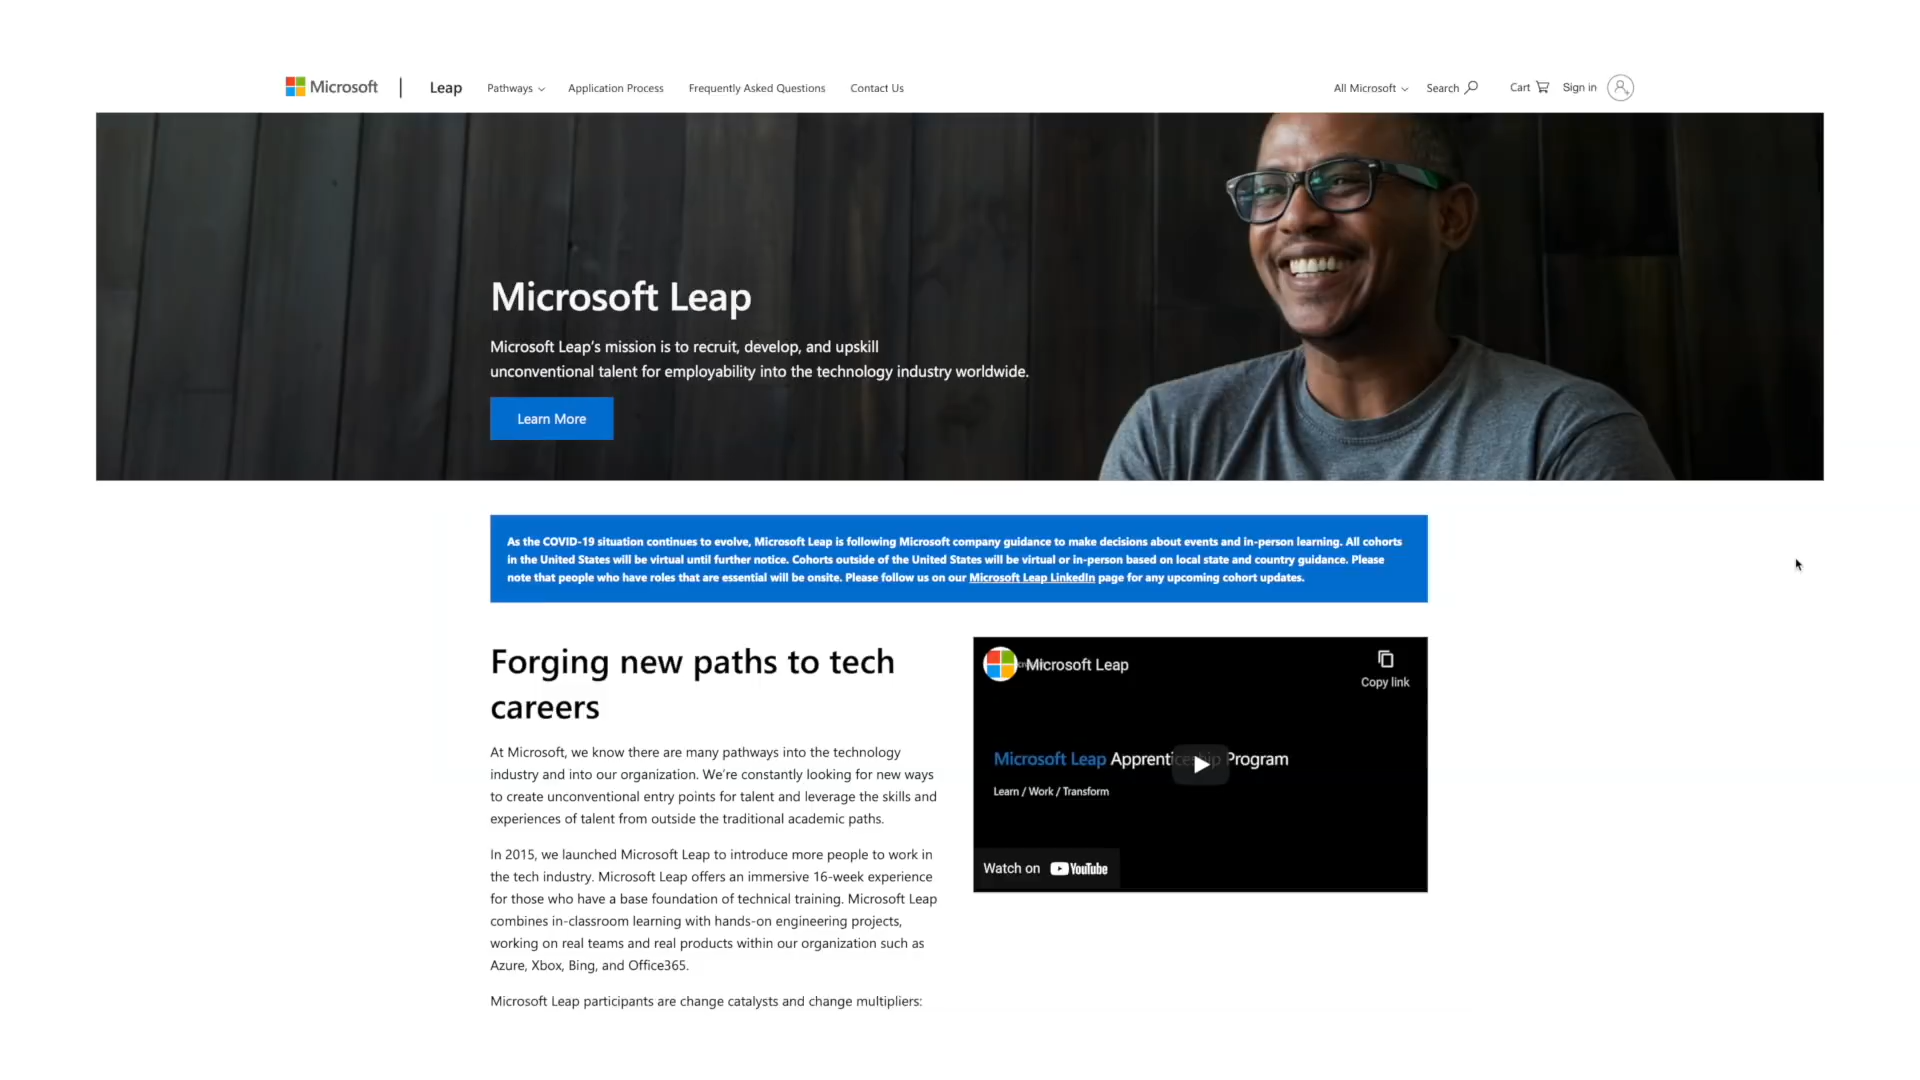 Microsoft | Leap Pathways Application Process Frequently Asked Questions Contact Us All Microsoft Search Cart Sign in
Microsoft Leap
Microsoft Leap's mission is to recruit, develop, and upskill
unconventional talent for employability into the technology industry worldwide.
Learn More
As the COVID-19 situation continues to evolve, Microsoft Leap is following Microsoft company guidance to make decisions about events and in-person learning. All cohorts
in the United States will be virtual until further notice. Cohorts outside of the United States will be virtual or in-person based on local state and country guidance. Please
note that people who have roles that are essential will be onsite. Please follow us on our Microsoft Leap LinkedIn page for any upcoming cohort updates.
Forging new paths to tech
careers
At Microsoft, we know there are many pathways into the technology
industry and into our organization. We're constantly looking for new ways
to create unconventional entry points for talent and leverage the skills and
experiences of talent from outside the traditional academic paths.
In 2015, we launched Microsoft Leap to introduce more people to work in
the tech industry. Microsoft Leap offers an immersive 16-week experience
for those who have a base foundation of technical training. Microsoft Leap
combines in-classroom learning with hands-on engineering projects,
working on real teams and real products within our organization such as
Azure, Xbox, Bing, and Office365.
Microsoft Leap participants are change catalysts and change multipliers:
Microsoft Leap
Copy link
Microsoft Leap Apprenticeship Program
Learn / Work / Transform
Watch on YouTube